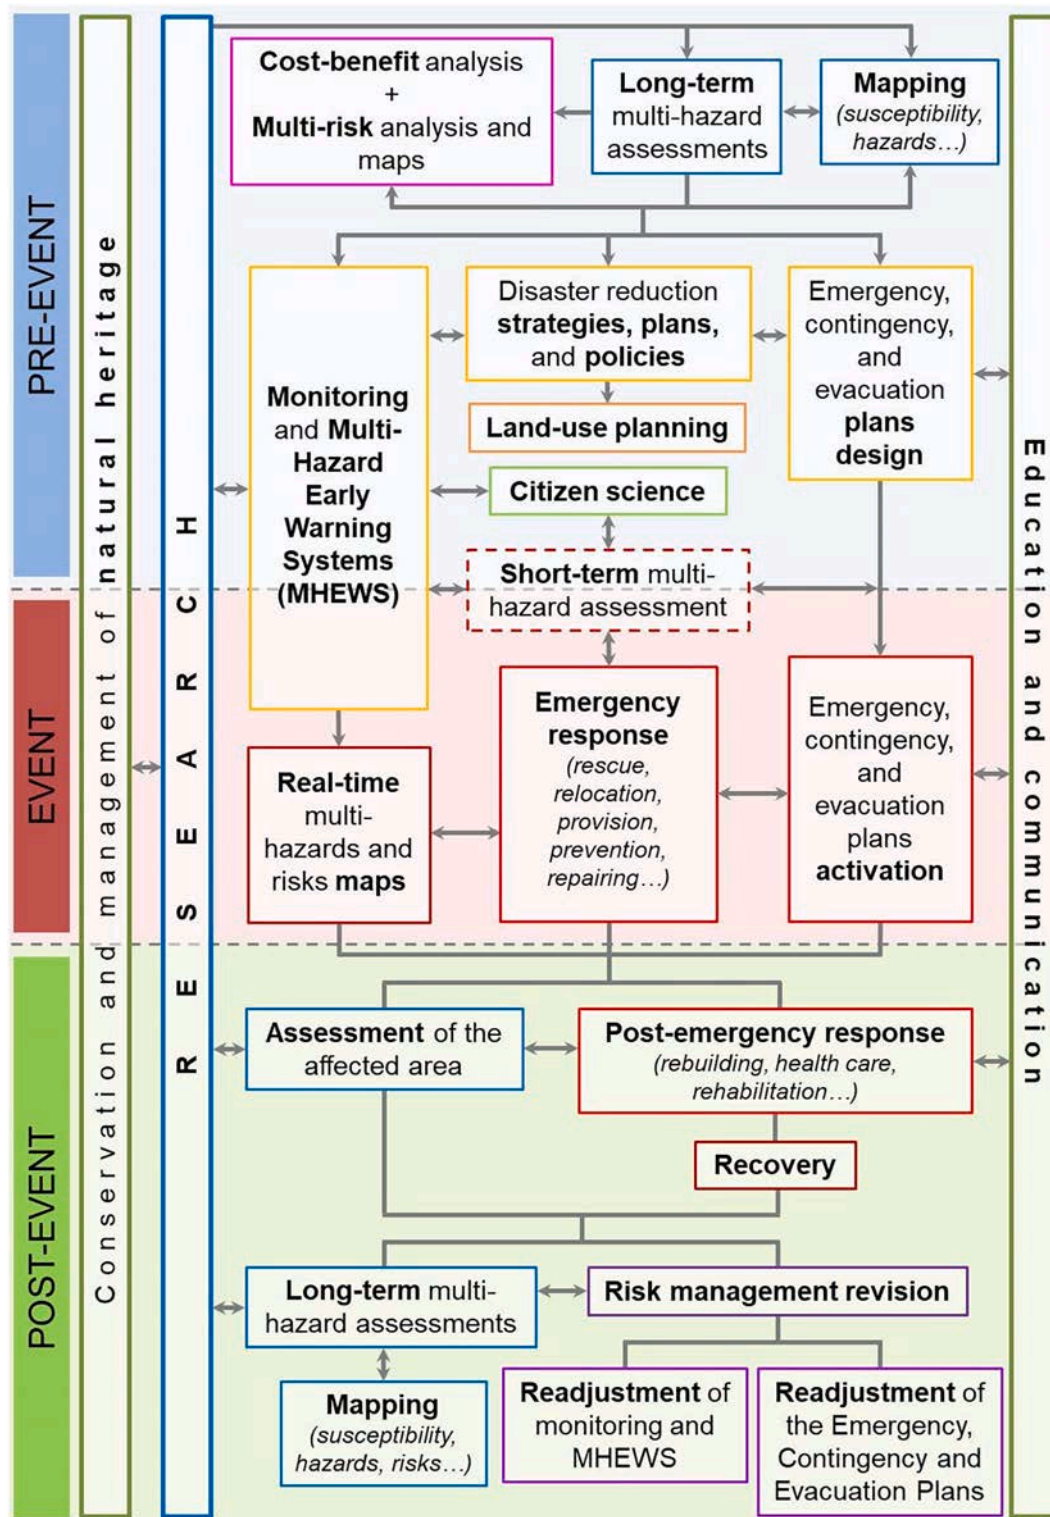 PRE-EVENT
EVENT
POST-EVENT
Conservation and management of natural heritage
RESEARCH
Education and communication
Cost-benefit analysis
+
Multi-risk analysis and
maps
Long-term
multi-hazard
assessments
Mapping
(susceptibility,
hazards…)
Monitoring
and Multi-
Hazard
Early
Warning
Systems
(MHEWS)
Disaster reduction
strategies, plans,
and policies
Emergency,
contingency,
and
evacuation
plans
design
Land-use planning
Citizen science
Short-term multi-
hazard assessment
Real-time
multi-
hazards and
risks maps
Emergency
response
(rescue,
relocation,
provision,
prevention,
repairing…)
Emergency,
contingency,
and
evacuation
plans
activation
Assessment of the
affected area
Post-emergency response
(rebuilding, health care,
rehabilitation…)
Recovery
Long-term multi-
hazard assessments
Risk management revision
Mapping
(susceptibility,
hazards, risks…)
Readjustment of
monitoring and
MHEWS
Readjustment of
the Emergency,
Contingency and
Evacuation Plans